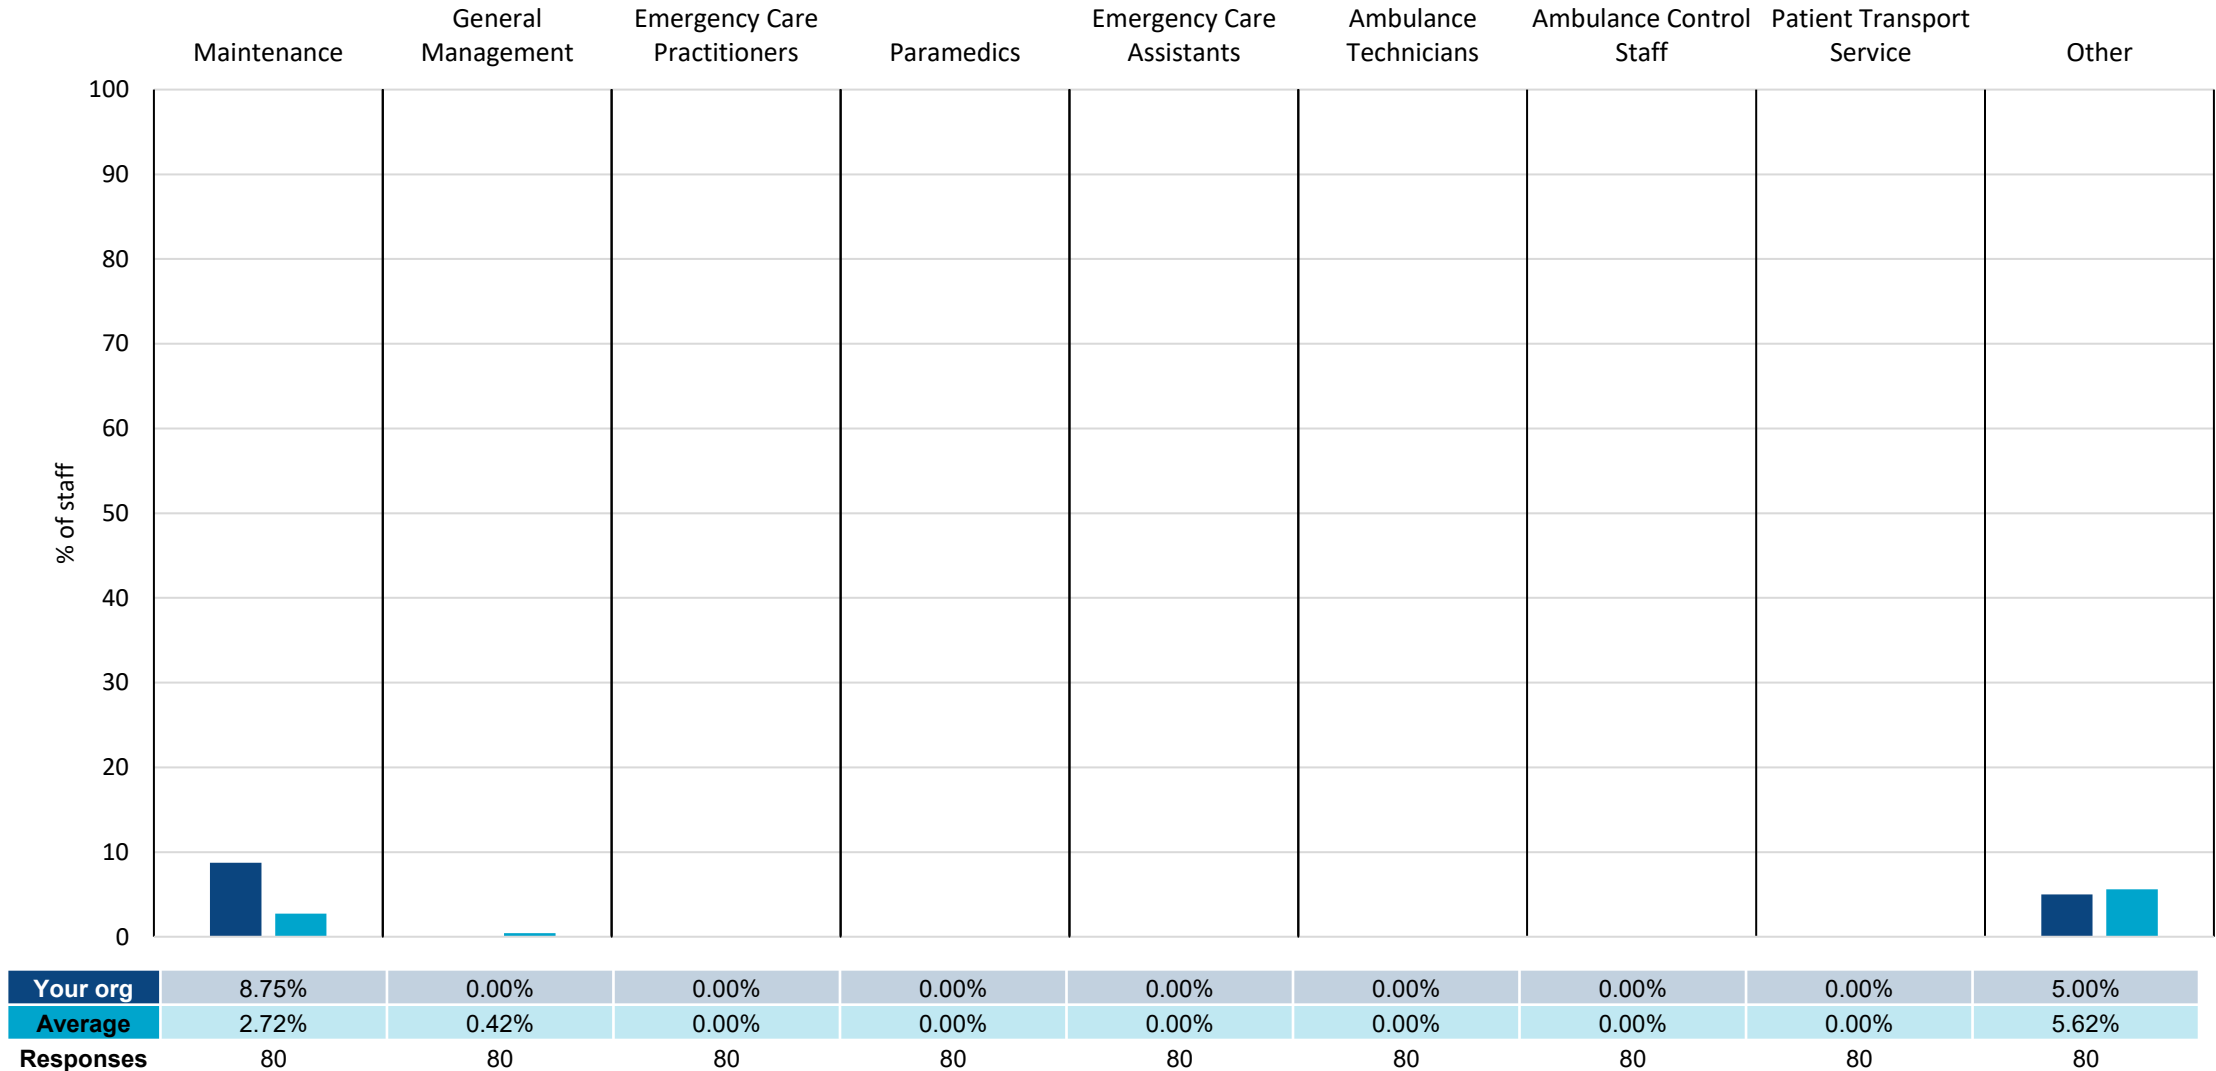 Maintenance
General
Management
Emergency Care
Practitioners
Paramedics
Emergency Care
Assistants
Ambulance
Technicians
Ambulance Control
Staff
Patient Transport
Service
Other
% of staff
100
90
80
70
60
50
40
30
20
10
0
Your org 8.75% 0.00% 0.00% 0.00% 0.00% 0.00% 0.00% 0.00% 5.00%
Average 2.72% 0.42% 0.00% 0.00% 0.00% 0.00% 0.00% 0.00% 5.62%
Responses 80 80 80 80 80 80 80 80 80